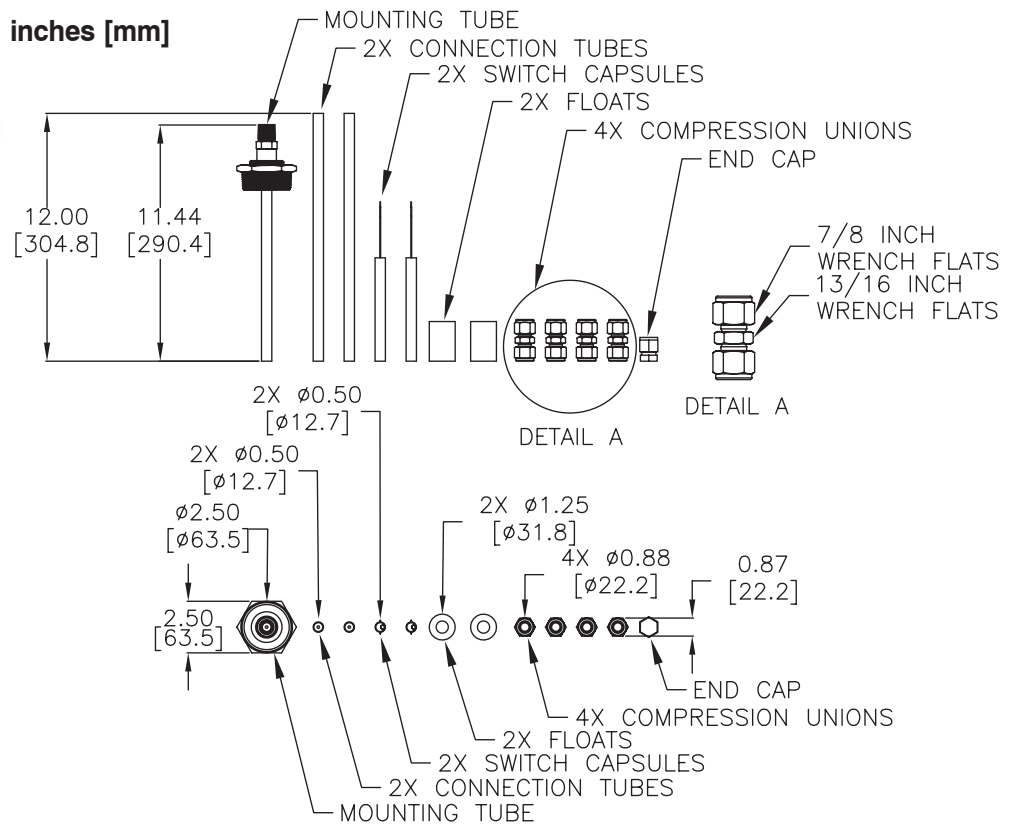 inches [mm]
MOUNTING TUBE
2X CONNECTION TUBES
2X SWITCH CAPSULES
2X FLOATS
4X COMPRESSION UNIONS
END CAP
12.00
[304.8]
11.44
[290.4]
7/8 INCH
WRENCH FLATS
13/16 INCH
WRENCH FLATS
DETAIL A
DETAIL A
2X ø0.50
[ø12.7]
2X ø0.50
[ø12.7]
ø2.50
[ø63.5]
2X ø1.25
[ø31.8]
4X ø0.88
[ø22.2]
0.87
[22.2]
2.50
[63.5]
END CAP
4X COMPRESSION UNIONS
2X FLOATS
2X SWITCH CAPSULES
2X CONNECTION TUBES
MOUNTING TUBE